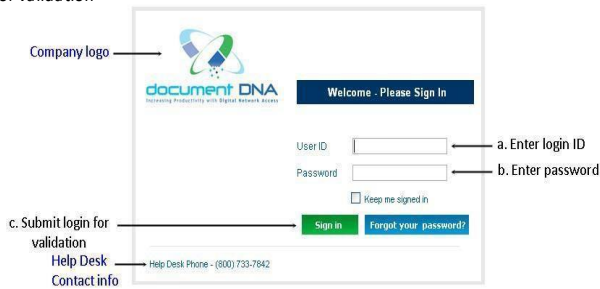 or validation
Company logo
document DNA
Increasing Productivity with Digital Network Access
Welcome - Please Sign In
User ID
a. Enter login ID
Password
b. Enter password
Keep me signed in
c. Submit login for
validation
Sign in
Forgot your password?
Help Desk
Contact info
Help Desk Phone - (800) 733-7842